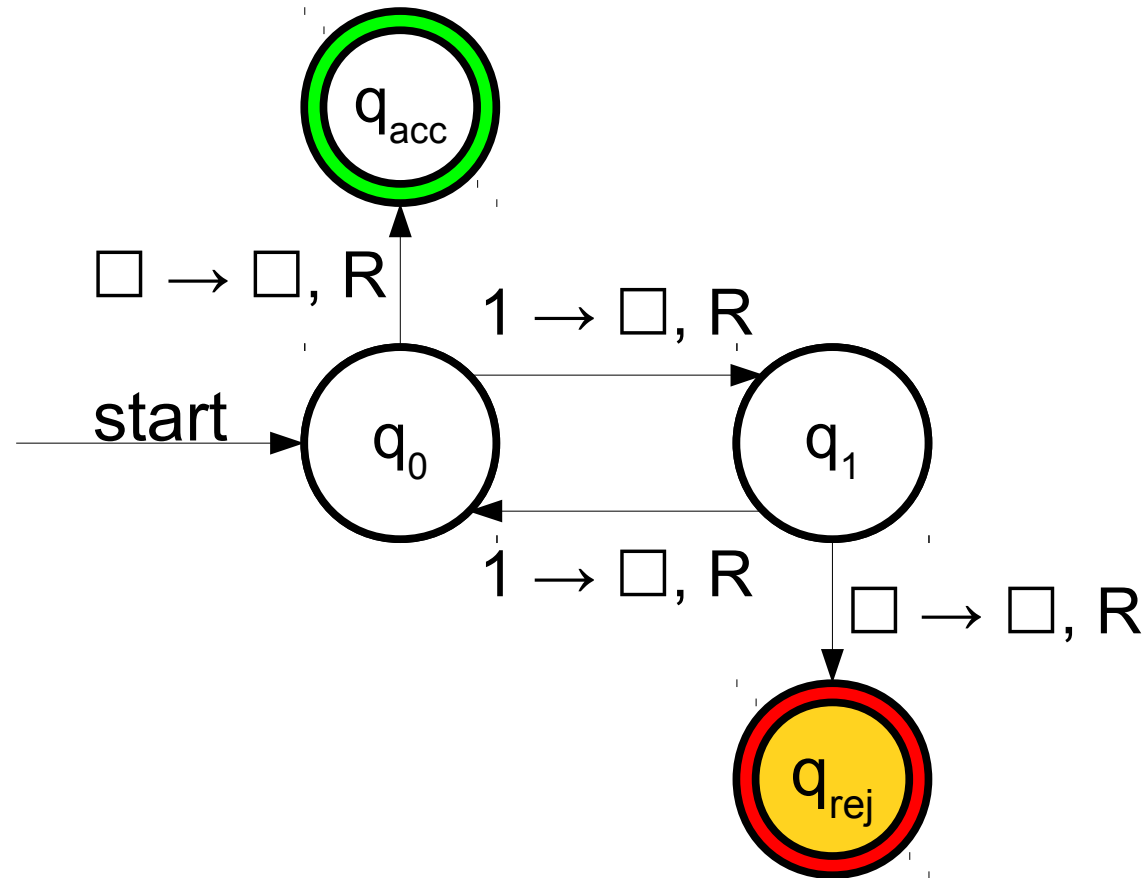 q_acc
□ → □, R
1 → □, R
start
q_0
q_1
1 → □, R
□ → □, R
q_rej